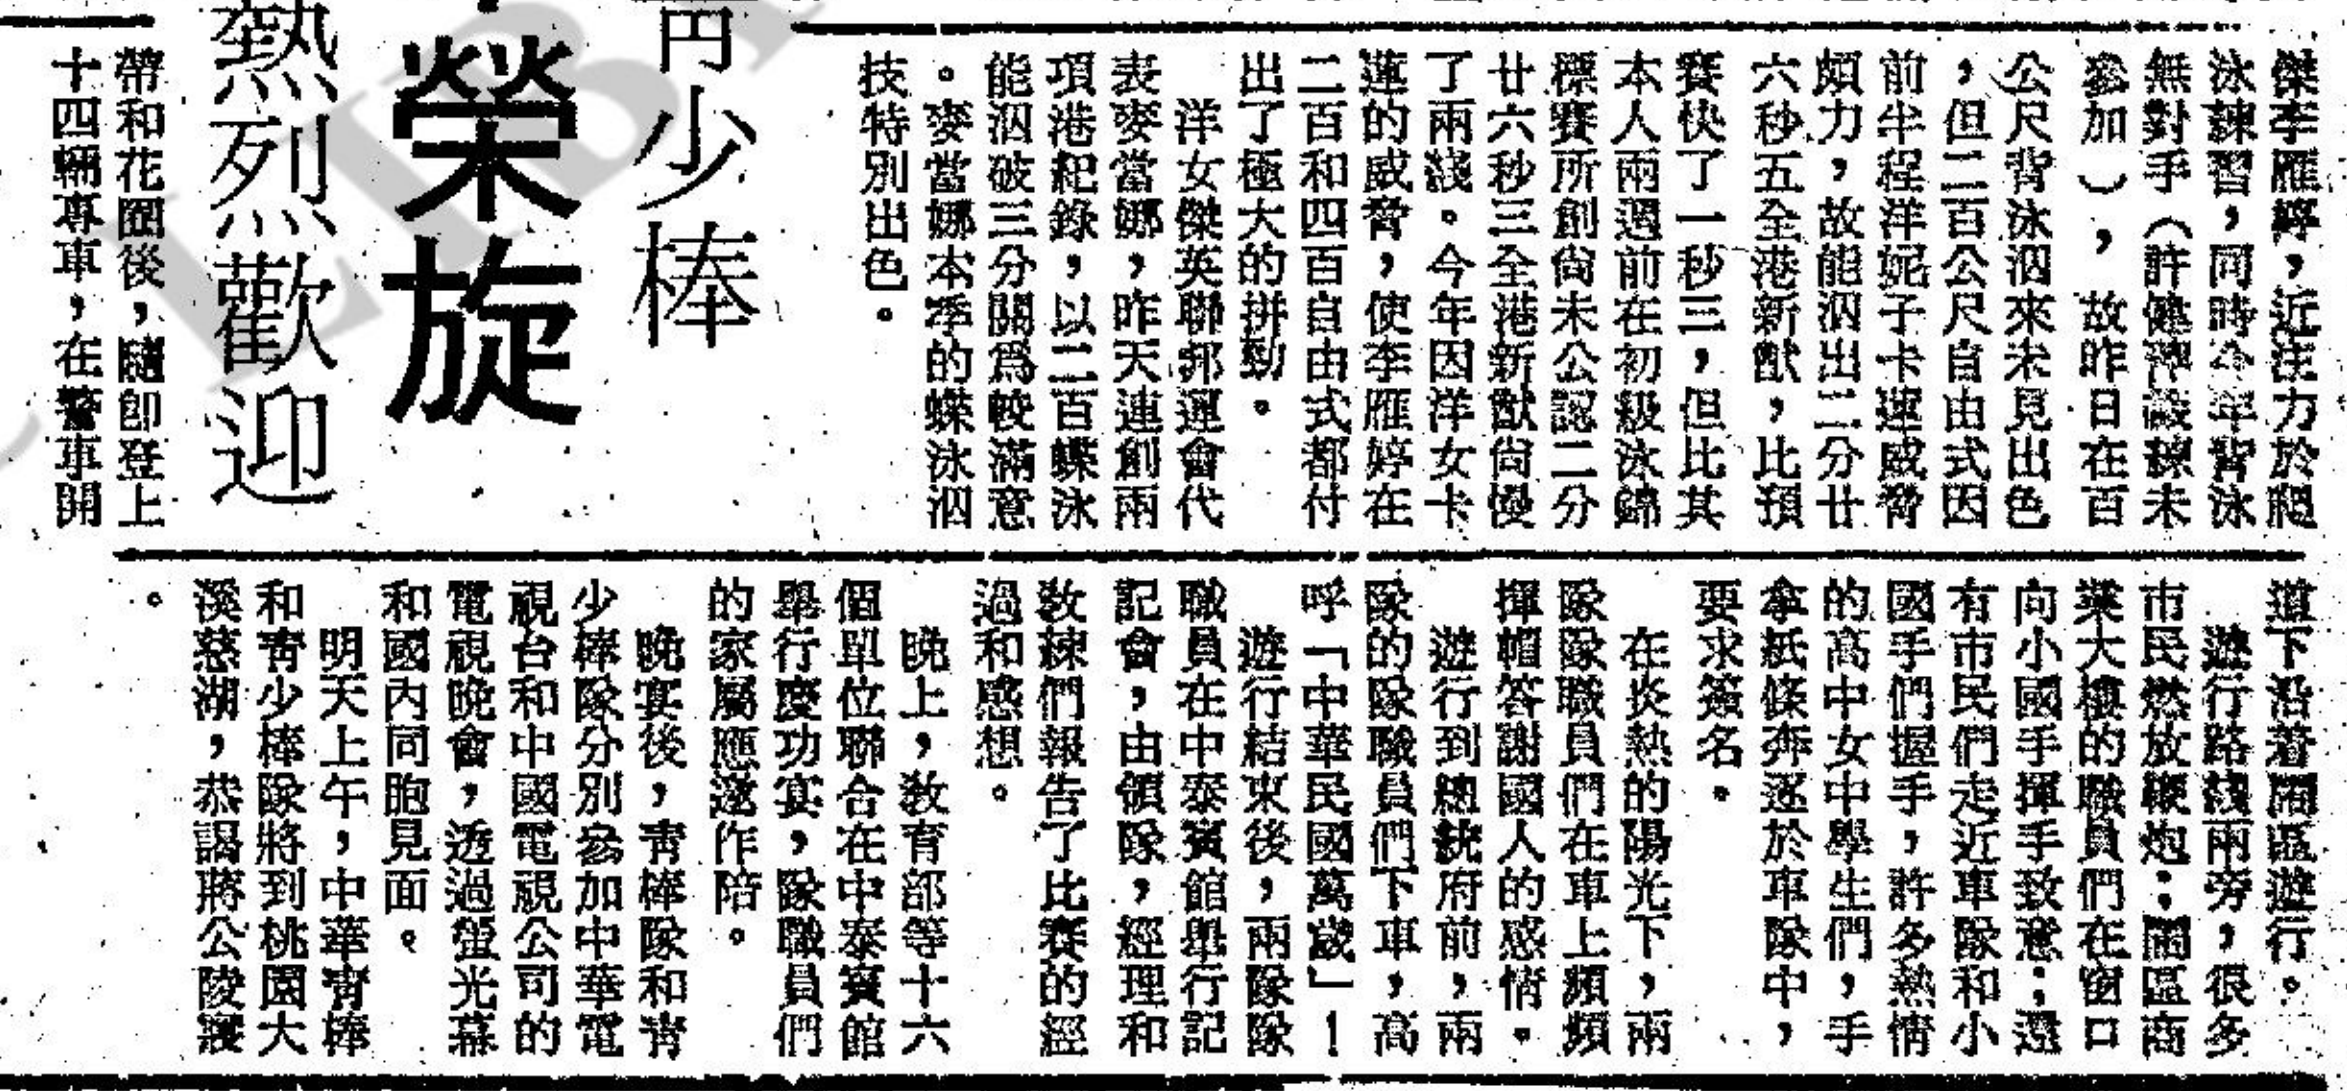 傑李雁婷，近注力於爬
泳練習，同時今年背泳
無對手（許健萍缺練未
參加），故昨日在百
公尺背泳泅來未見出色
，但二百公尺自由式因
前半程洋妮子卡蓮威脅
頗力，故能泅出二分廿
六秒五全港新猷，比預
賽快了一秒三，但比其
本人兩週前在初級泳錦
標賽所創尙未公認二分
廿六秒三全港新猷尙慢
了兩綫。今年因洋女卡
蓮的威脅，使李雁婷在
二百和四百自由式都付
出了極大的拼勁。
洋女傑英聯邦運會代
表麥當娜，昨天連創兩
項港紀錄，以二百蝶泳
能泅破三分關爲較滿意
。麥當娜本季的蝶泳泅
技特別出色。
靑少棒
榮旋
熱烈歡迎
帶和花圈後，隨卽登上
十四輛專車，在警車開
道下沿着鬧區遊行。
遊行路綫兩旁，很多
市民燃放鞭炮；鬧區商
業大樓的職員們在窗口
向小國手揮手致意；還
有市民們走近車隊和小
國手們握手，許多熱情
的高中女中學生們，手
拿紙條奔逐於車隊中，
要求簽名。
在炎熱的陽光下，兩
隊隊職員們在車上頻頻
揮帽答謝國人的感情。
遊行到總統府前，兩
隊的隊職員們下車，高
呼「中華民國萬歲」！
遊行結束後，兩隊隊
職員在中泰賓館舉行記
記會，由領隊，經理和
敎練們報告了比賽的經
過和感想。
晚上，敎育部等十六
個單位聯合在中泰賓館
舉行慶功宴，隊職員們
的家屬應邀作陪。
晚宴後，靑棒隊和靑
少棒隊分別參加中華電
視台和中國電視公司的
電視晚會，透過螢光幕
和國內同胞見面。
明天上午，中華靑棒
和靑少棒隊將到桃園大
溪慈湖，恭謁蔣公陵寢
。